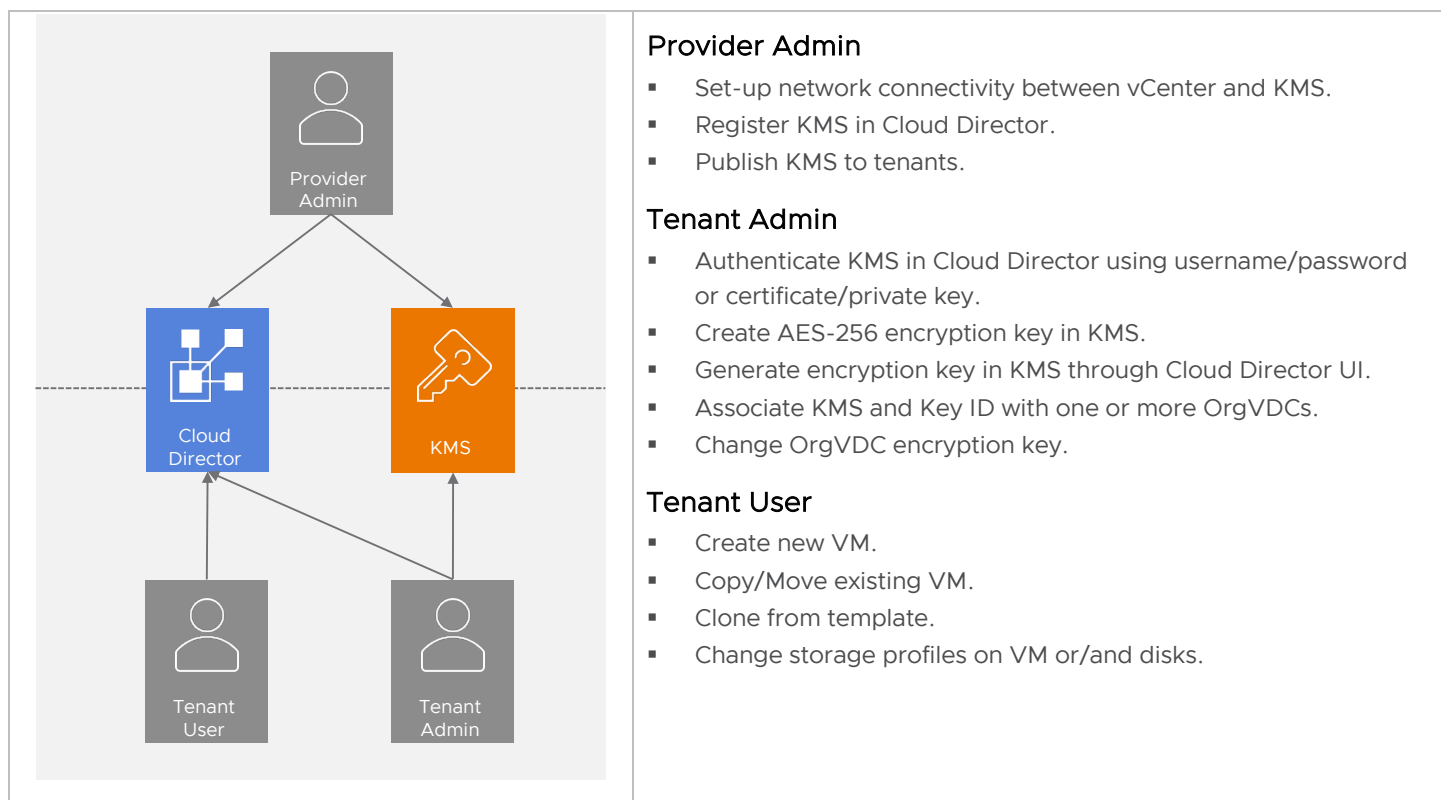 Provider
Admin
Cloud
Director
KMS
Tenant
User
Tenant
Admin
Provider Admin
▪ Set-up network connectivity between vCenter and KMS.
▪ Register KMS in Cloud Director.
▪ Publish KMS to tenants.
Tenant Admin
▪ Authenticate KMS in Cloud Director using username/password
or certificate/private key.
▪ Create AES-256 encryption key in KMS.
▪ Generate encryption key in KMS through Cloud Director UI.
▪ Associate KMS and Key ID with one or more OrgVDCs.
▪ Change OrgVDC encryption key.
Tenant User
▪ Create new VM.
▪ Copy/Move existing VM.
▪ Clone from template.
▪ Change storage profiles on VM or/and disks.